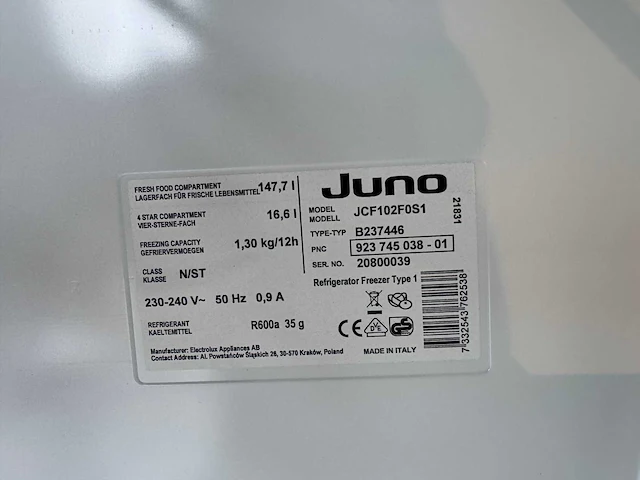 FRESH FOOD COMPARTMENT
LAGERFACH FÜR FRISCHE LEBENSMITTEL 147,7 l
4 STAR COMPARTMENT
VIER-STERNE-FACH 16,6 l
FREEZING CAPACITY
GEFRIERVERMOEGEN 1,30 kg/12h
CLASS
KLASSE N/ST
230-240 V~ 50 Hz 0,9 A
REFRIGERANT
KAELTEMITTEL R600a 35 g
Manufacturer: Electrolux Appliances AB
Contact Address: Al. Powstańców Śląskich 26, 30-570 Kraków, Poland
Juno
MODEL
MODELL JCF102F0S1
TYPE-TYP B237446
PNC 923 745 038 - 01
SER. NO. 20800039
Refrigerator Freezer Type 1
CE
GS
MADE IN ITALY
21831
7 332543 762538